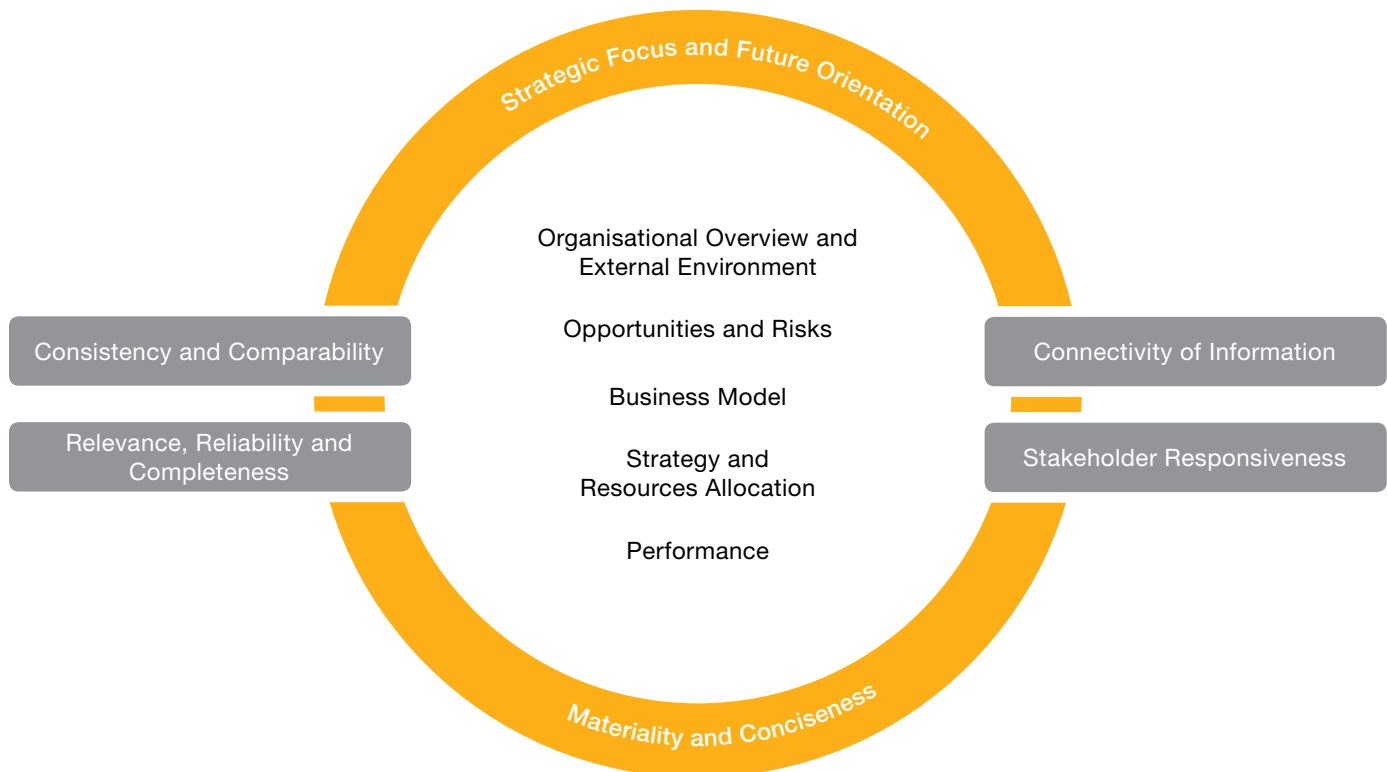 Strategic Focus and Future Orientation
Organisational Overview and
External Environment
Opportunities and Risks
Business Model
Strategy and
Resources Allocation
Performance
Consistency and Comparability
Relevance, Reliability and
Completeness
Connectivity of Information
Stakeholder Responsiveness
Materiality and Conciseness